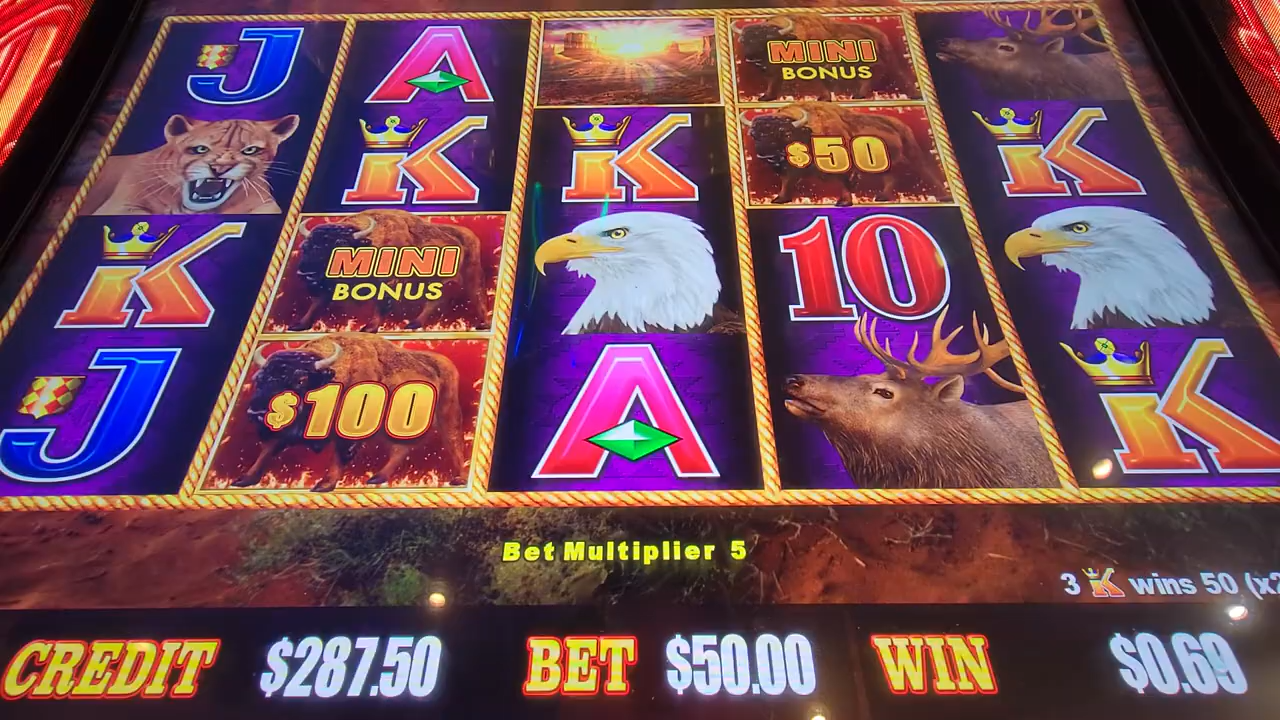 J A MINI BONUS
K K $50 K
K MINI BONUS 10
J $100 A K
Bet Multiplier 5
3 K wins 50 (x
CREDIT $287.50 BET $50.00 WIN $0.69